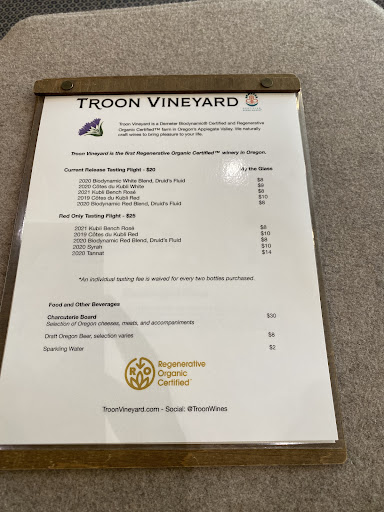 TROON VINEYARD
Troon Vineyard is a Demeter Biodynamic® Certified and Regenerative
Organic Certified™ farm in Oregon's Applegate Valley. We naturally
craft wines to bring pleasure to your life.
Troon Vineyard is the first Regenerative Organic Certified™ winery in Oregon.
Current Release Tasting Flight - $20 by the Glass
2020 Biodynamic White Blend, Druid's Fluid $8
2020 Côtes du Kubli White $9
2021 Kubli Bench Rosé $8
2019 Côtes du Kubli Red $10
2020 Biodynamic Red Blend, Druid's Fluid $8
Red Only Tasting Flight - $25
2021 Kubli Bench Rosé $8
2019 Côtes du Kubli Red $10
2020 Biodynamic Red Blend, Druid's Fluid $8
2020 Syrah $10
2020 Tannat $14
*An individual tasting fee is waived for every two bottles purchased.
Food and Other Beverages
Charcuterie Board $30
Selection of Oregon cheeses, meats, and accompaniments
Draft Oregon Beer, selection varies $8
Sparkling Water $2
Regenerative
Organic
Certified™
TroonVineyard.com - Social: @TroonWines